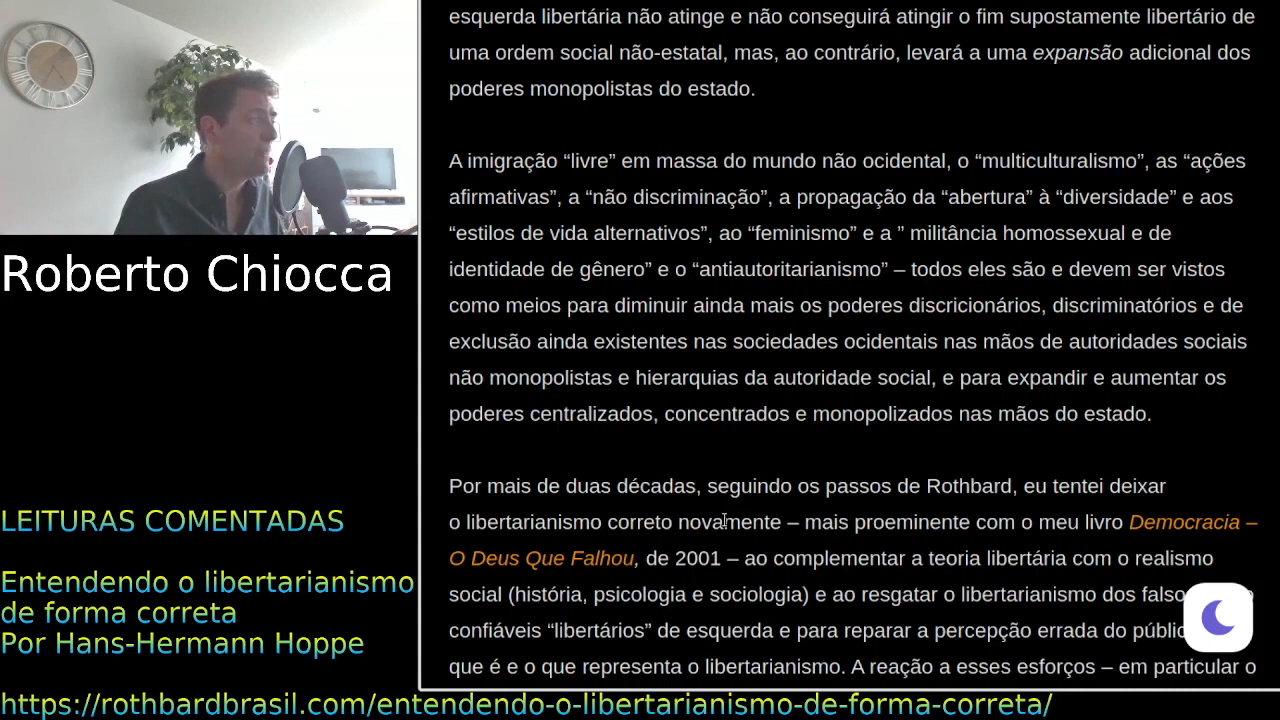 esquerda libertária não atinge e não conseguirá atingir o fim supostamente libertário de
uma ordem social não-estatal, mas, ao contrário, levará a uma expansão adicional dos
poderes monopolistas do estado.
A imigração “livre” em massa do mundo não ocidental, o “multiculturalismo”, as “ações
afirmativas”, a “não discriminação”, a propagação da “abertura” à “diversidade” e aos
“estilos de vida alternativos”, ao “feminismo” e a ” militância homossexual e de
identidade de gênero” e o “antiautoritarianismo” – todos eles são e devem ser vistos
como meios para diminuir ainda mais os poderes discricionários, discriminatórios e de
exclusão ainda existentes nas sociedades ocidentais nas mãos de autoridades sociais
não monopolistas e hierarquias da autoridade social, e para expandir e aumentar os
poderes centralizados, concentrados e monopolizados nas mãos do estado.
Por mais de duas décadas, seguindo os passos de Rothbard, eu tentei deixar
o libertarianismo correto novamente – mais proeminente com o meu livro Democracia –
O Deus Que Falhou, de 2001 – ao complementar a teoria libertária com o realismo
social (história, psicologia e sociologia) e ao resgatar o libertarianismo dos
confiáveis “libertários” de esquerda e para reparar a percepção errada do
que é e o que representa o libertarianismo. A reação a esses esforços – em particular o
Roberto Chiocca
LEITURAS COMENTADAS
Entendendo o libertarianismo
de forma correta
Por Hans-Hermann Hoppe
https://rothbardbrasil.com/entendendo-o-libertarianismo-de-forma-correta/